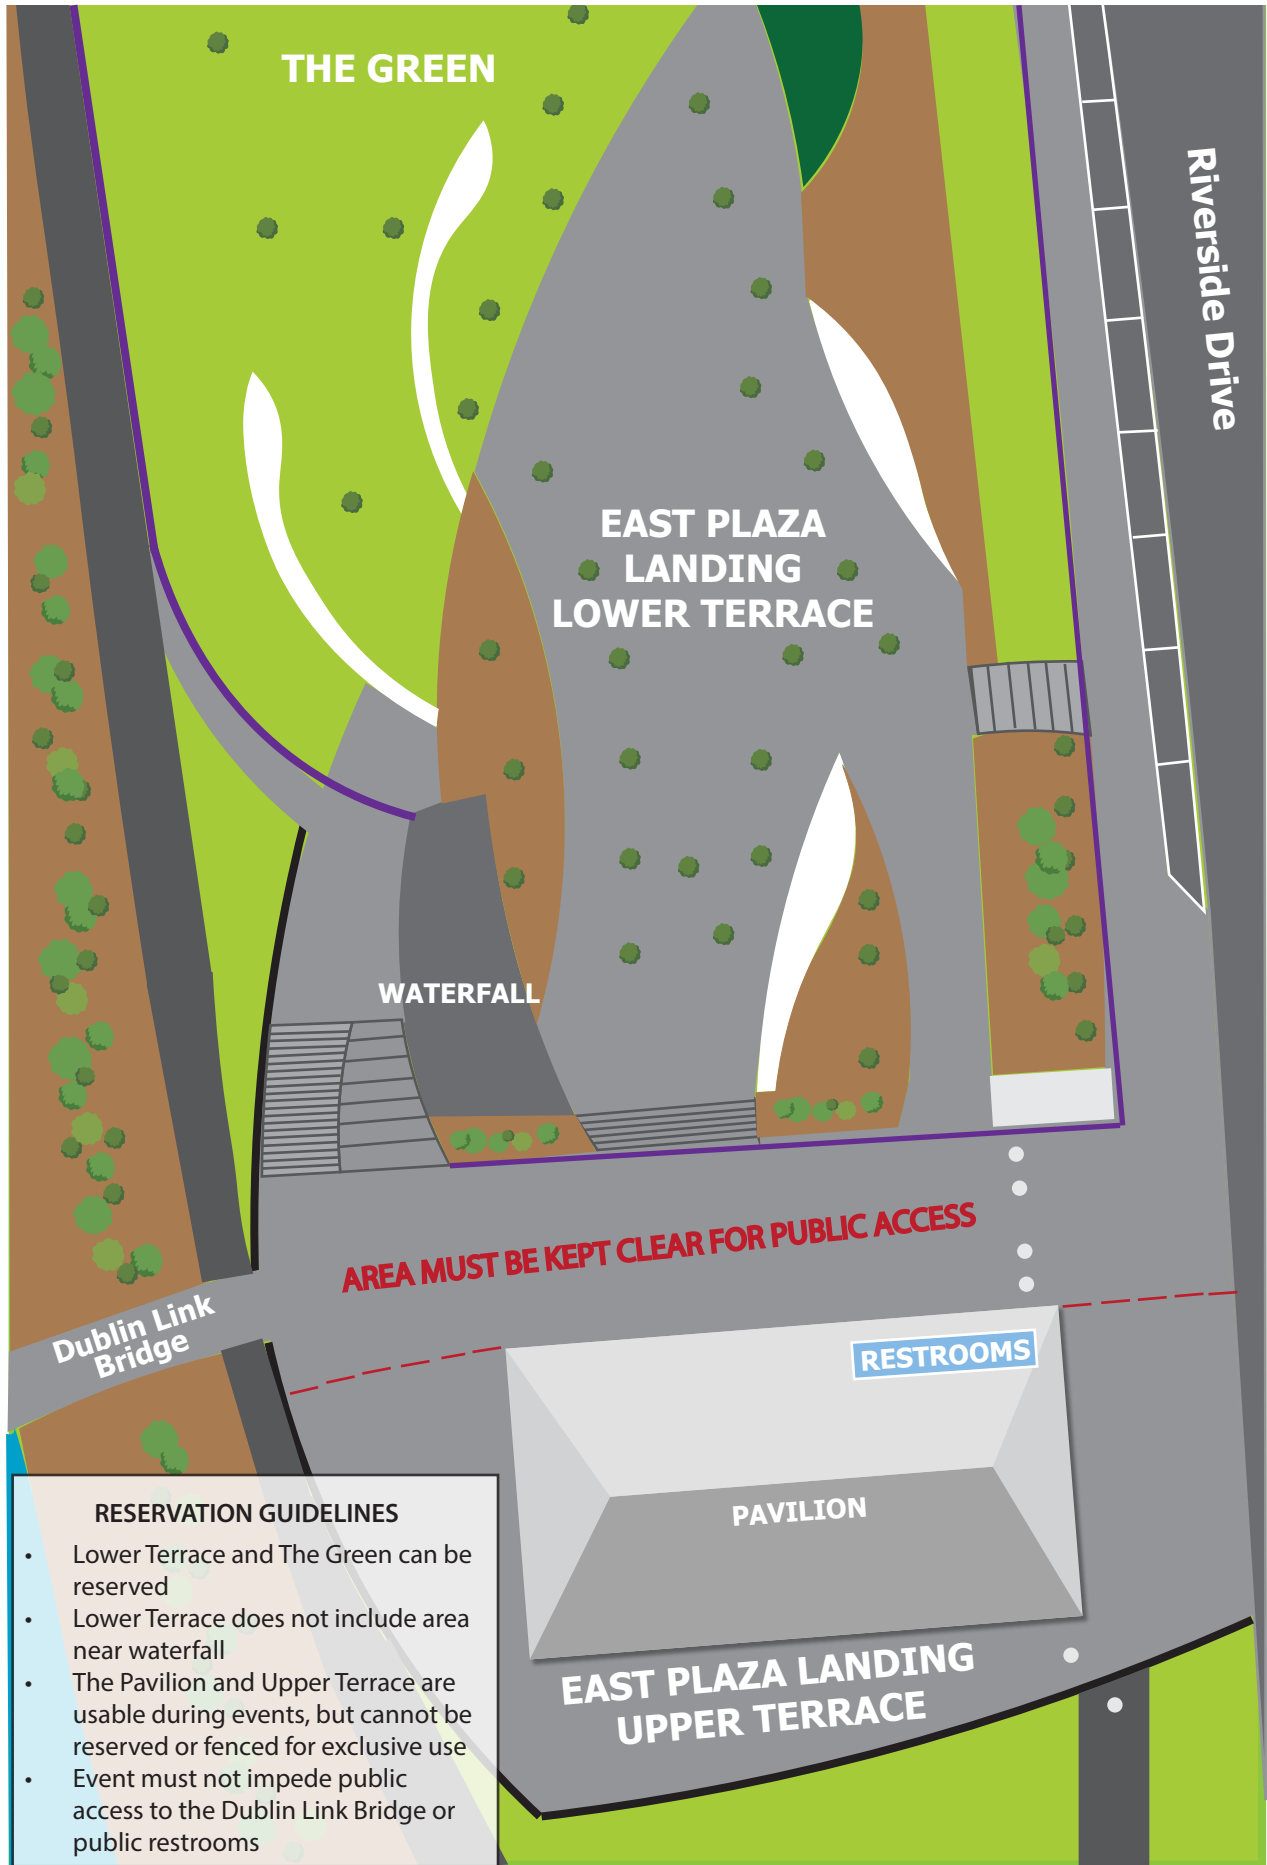 THE GREEN
Riverside Drive
EAST PLAZA
LANDING
LOWER TERRACE
WATERFALL
AREA MUST BE KEPT CLEAR FOR PUBLIC ACCESS
Dublin Link
Bridge
RESTROOMS
PAVILION
EAST PLAZA LANDING
UPPER TERRACE
RESERVATION GUIDELINES
• Lower Terrace and The Green can be
reserved
• Lower Terrace does not include area
near waterfall
• The Pavilion and Upper Terrace are
usable during events, but cannot be
reserved or fenced for exclusive use
• Event must not impede public
access to the Dublin Link Bridge or
public restrooms